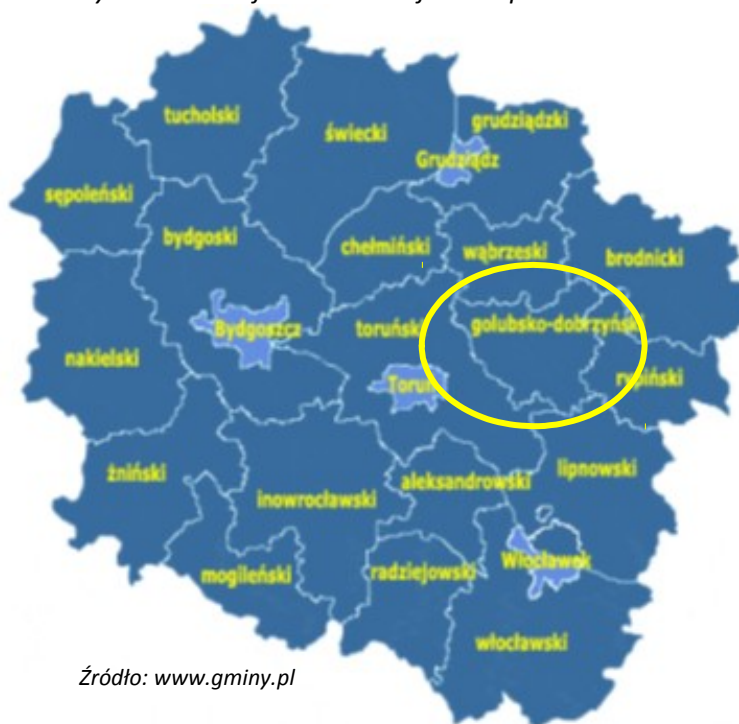 tucholski
świecki
grudziądzki
Grudziądz
sępoleński
bydgoski
chełmiński
wąbrzeski
brodnicki
Bydgoszcz
toruński
golubsko-dobrzyński
nakielski
Toruń
rypiński
żniński
inowrocławski
aleksandrowski
lipnowski
mogileński
radziejowski
Włocławek
włocławski
Źródło: www.gminy.pl